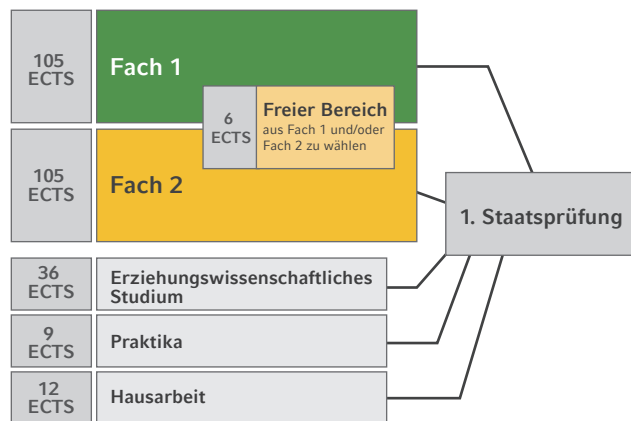 105
ECTS
Fach 1
6
ECTS
Freier Bereich
aus Fach 1 und/oder
Fach 2 zu wählen
105
ECTS
Fach 2
1. Staatsprüfung
36
ECTS
Erziehungswissenschaftliches
Studium
9
ECTS
Praktika
12
ECTS
Hausarbeit